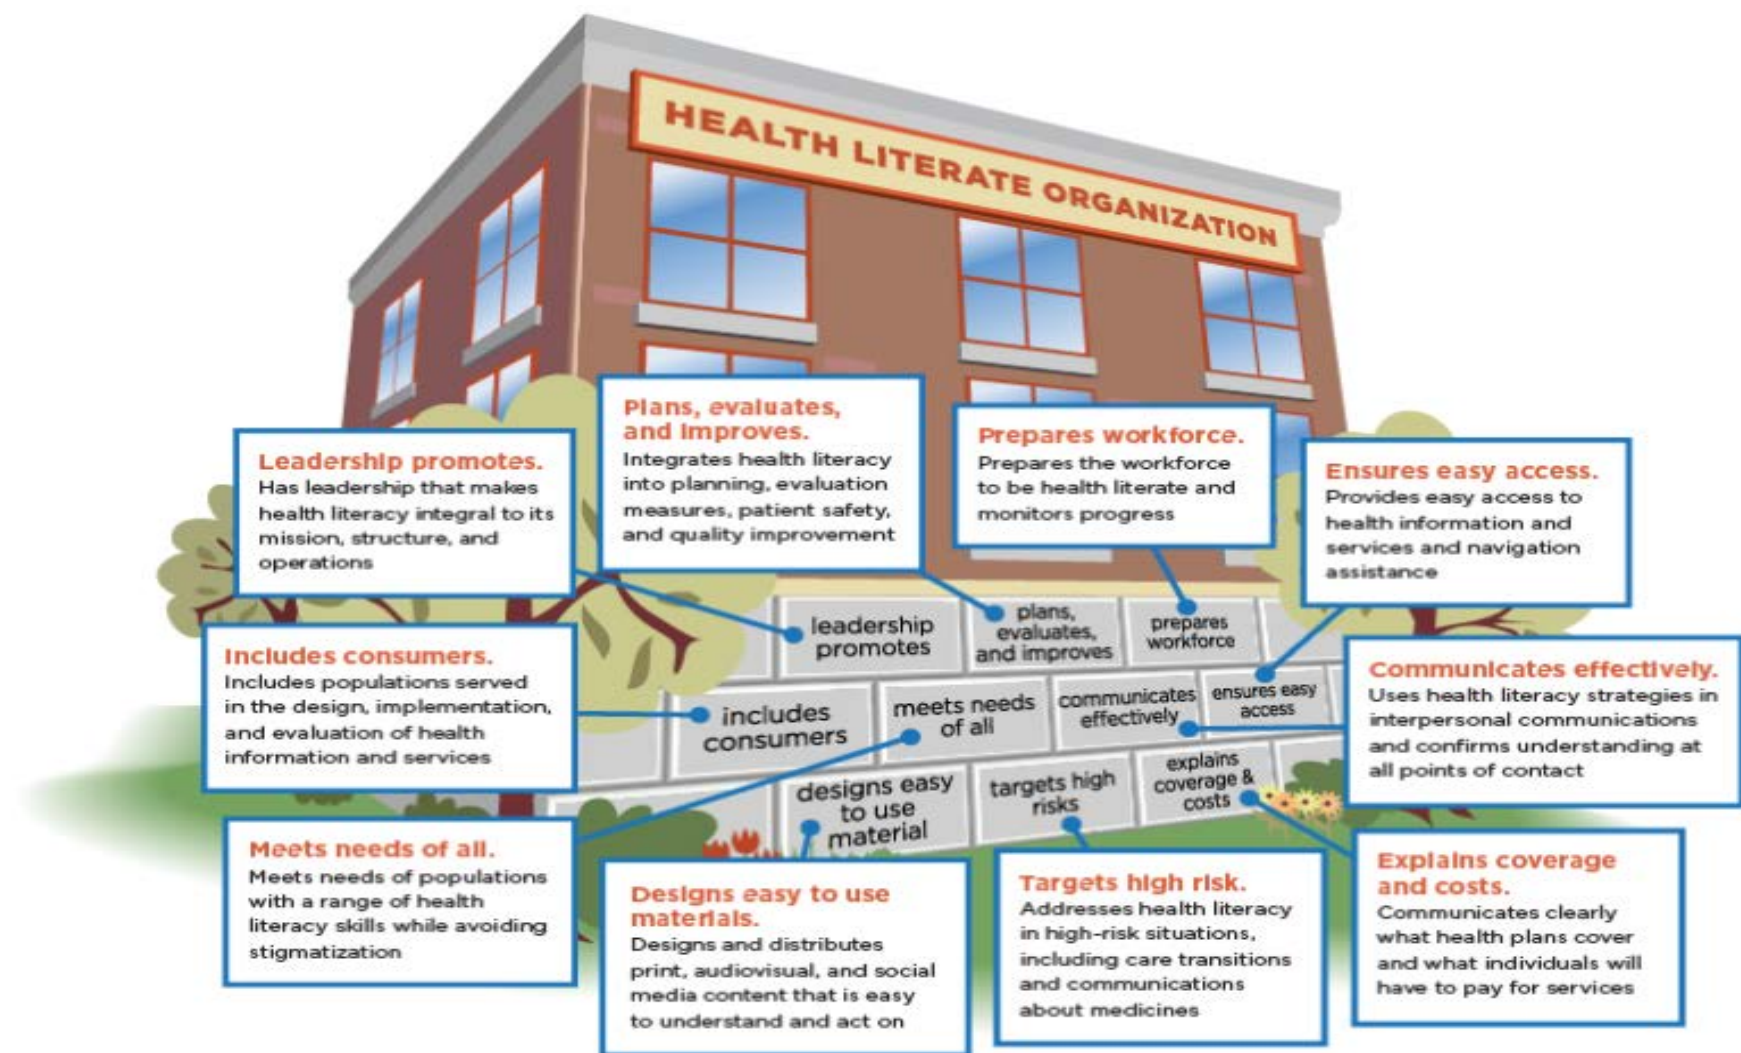 HEALTH LITERATE ORGANIZATION
Leadership promotes.
Has leadership that makes
health literacy integral to its
mission, structure, and
operations
Plans, evaluates,
and Improves.
Integrates health literacy
into planning, evaluation
measures, patient safety,
and quality improvement
Prepares workforce.
Prepares the workforce
to be health literate and
monitors progress
Ensures easy access.
Provides easy access to
health information and
services and navigation
assistance
Includes consumers.
Includes populations served
in the design, implementation,
and evaluation of health
information and services
leadership
promotes
plans,
evaluates,
and improves
prepares
workforce
includes
consumers
meets needs
of all
communicates
effectively
ensures easy
access
designs easy
to use
material
targets high
risks
explains
coverage &
costs
Communicates effectively.
Uses health literacy strategies in
interpersonal communications
and confirms understanding at
all points of contact
Meets needs of all.
Meets needs of populations
with a range of health
literacy skills while avoiding
stigmatization
Designs easy to use
materials.
Designs and distributes
print, audiovisual, and social
media content that is easy
to understand and act on
Targets high risk.
Addresses health literacy
in high-risk situations,
including care transitions
and communications
about medicines
Explains coverage
and costs.
Communicates clearly
what health plans cover
and what individuals will
have to pay for services